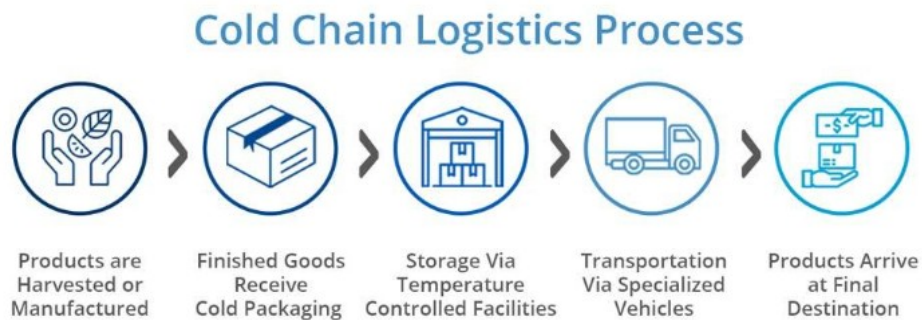 Cold Chain Logistics Process
Products are
Harvested or
Manufactured
Finished Goods
Receive
Cold Packaging
Storage Via
Temperature
Controlled Facilities
Transportation
Via Specialized
Vehicles
-$-
Products Arrive
at Final
Destination